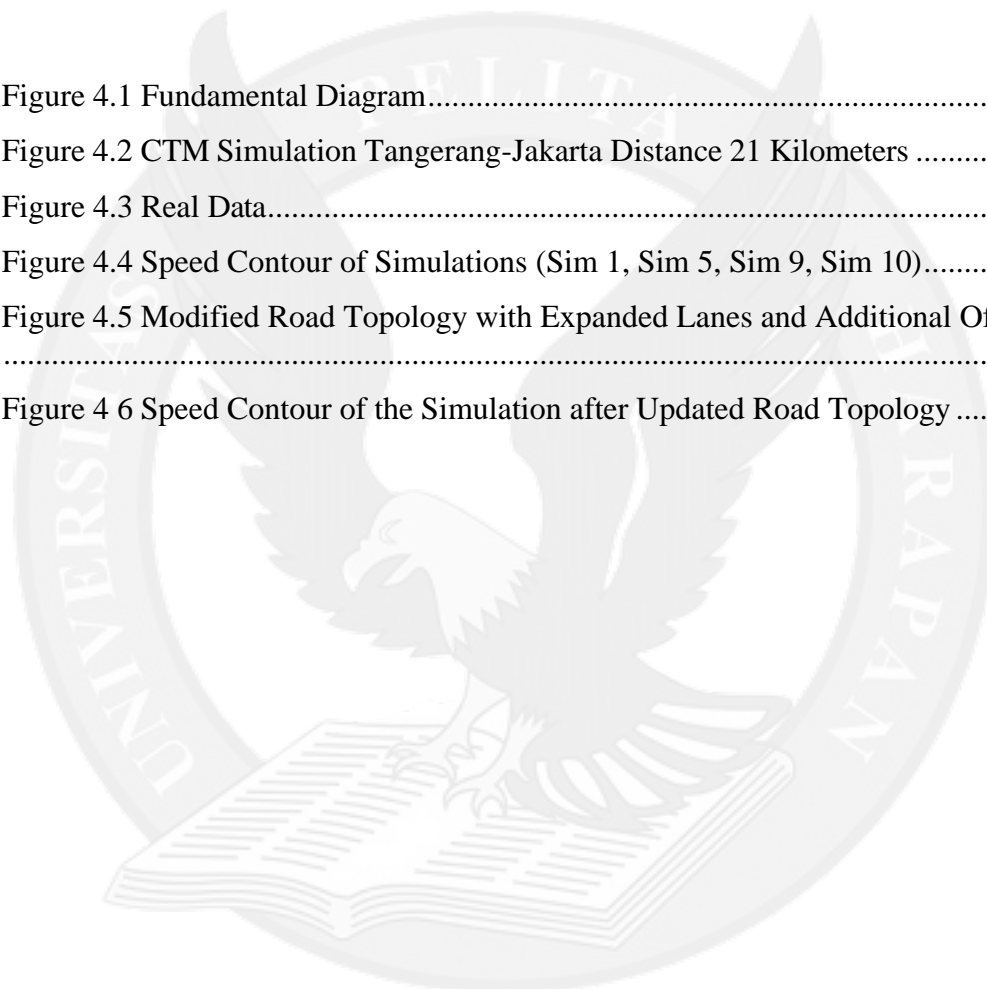 Figure 4.1 Fundamental Diagram........................................................................
Figure 4.2 CTM Simulation Tangerang-Jakarta Distance 21 Kilometers .........
Figure 4.3 Real Data..............................................................................................
Figure 4.4 Speed Contour of Simulations (Sim 1, Sim 5, Sim 9, Sim 10)........
Figure 4.5 Modified Road Topology with Expanded Lanes and Additional
..............................................................................................................................
Figure 4 6 Speed Contour of the Simulation after Updated Road Topology ....
UNIVERSITAS PELITA HARAPAN